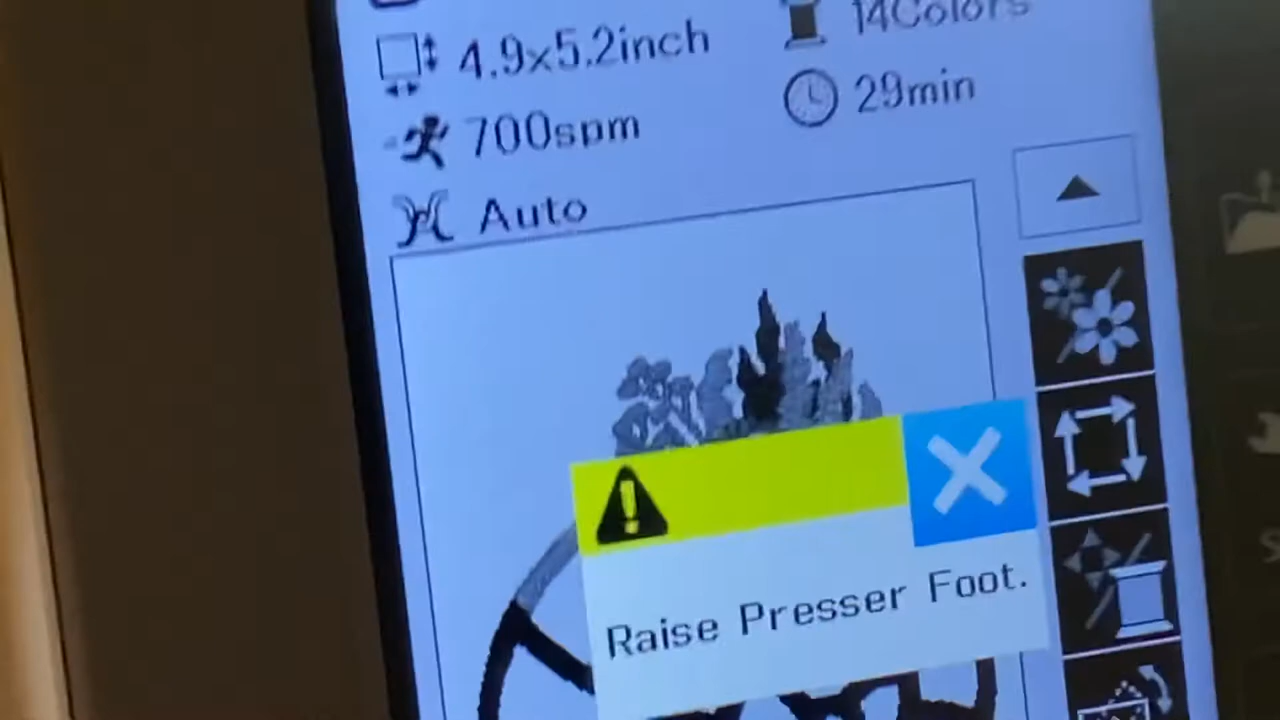 14Colors
4.9x5.2inch
29min
700spm
Auto
Raise Presser Foot.